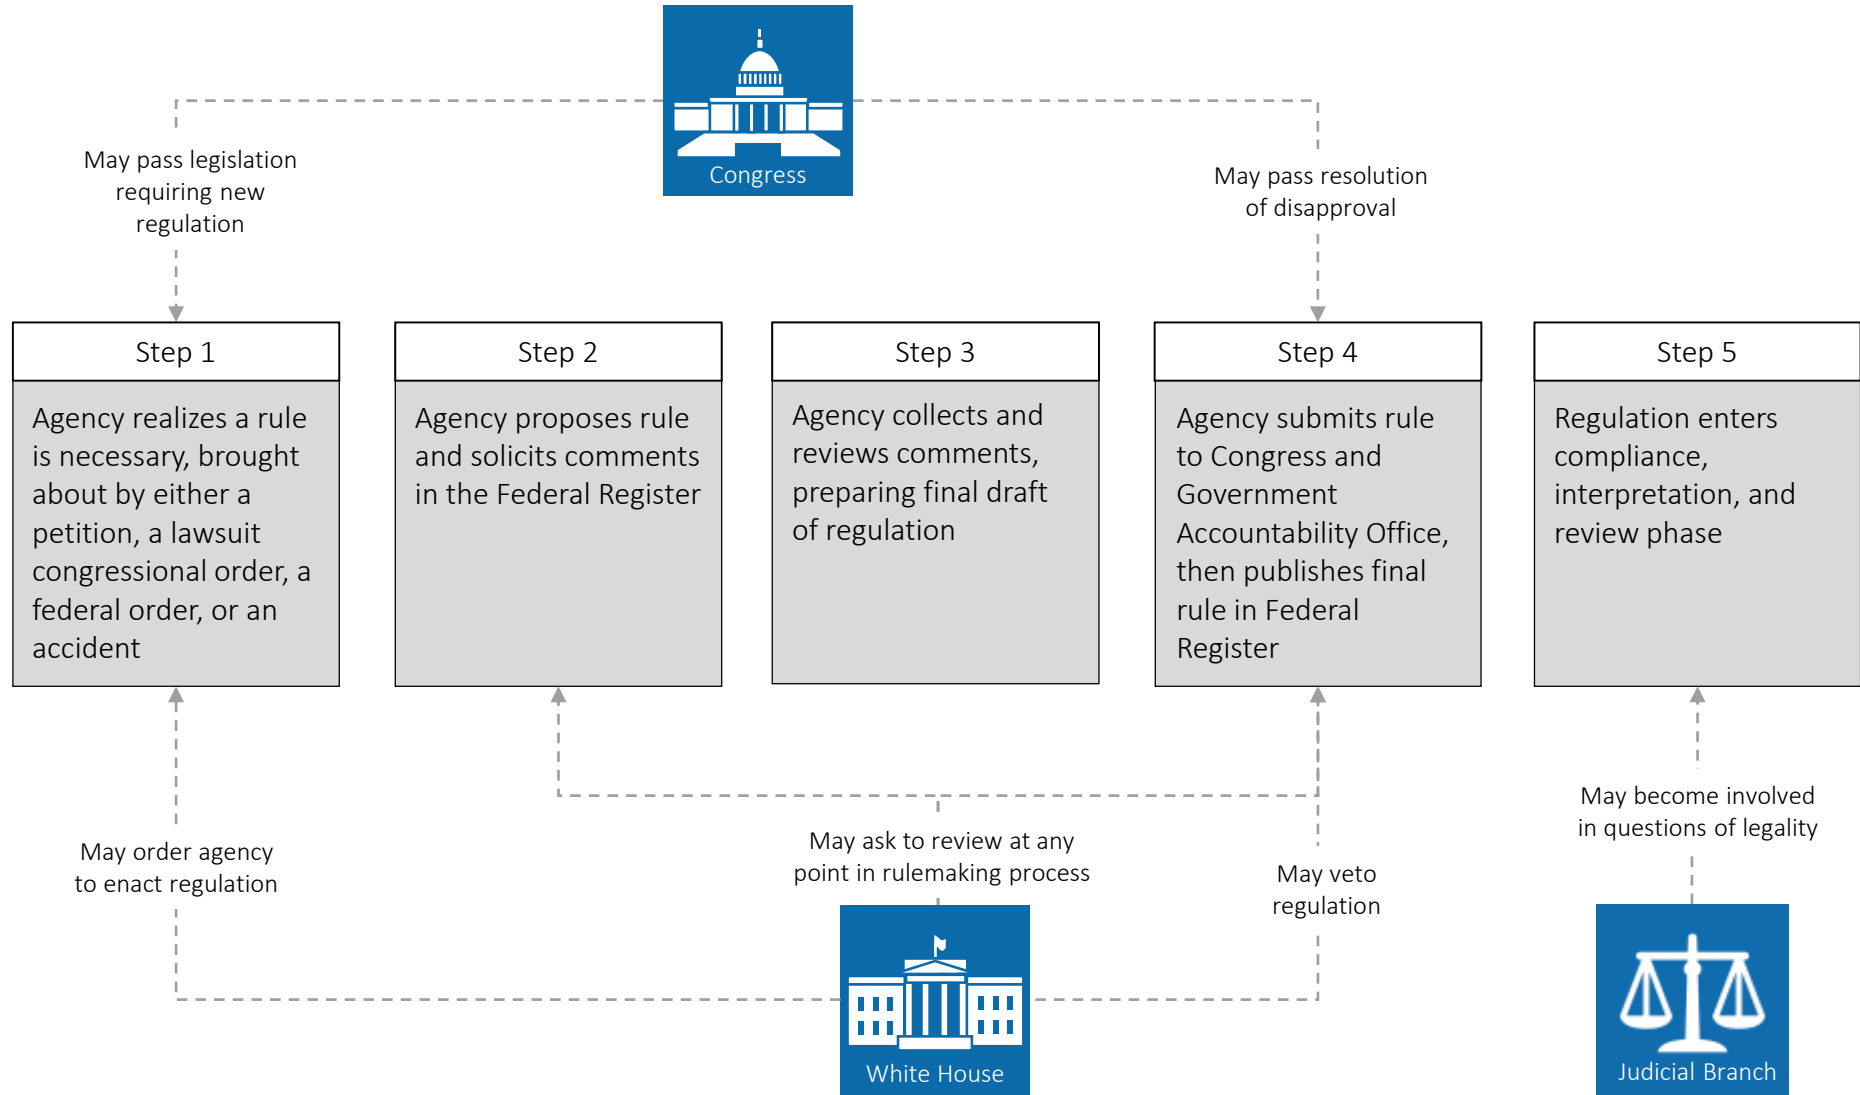 Congress
May pass legislation
requiring new
regulation
May pass resolution
of disapproval
Step 1
Agency realizes a rule
is necessary, brought
about by either a
petition, a lawsuit
congressional order, a
federal order, or an
accident
Step 2
Agency proposes rule
and solicits comments
in the Federal Register
Step 3
Agency collects and
reviews comments,
preparing final draft
of regulation
Step 4
Agency submits rule
to Congress and
Government
Accountability Office,
then publishes final
rule in Federal
Register
Step 5
Regulation enters
compliance,
interpretation, and
review phase
May order agency
to enact regulation
May ask to review at any
point in rulemaking process
May veto
regulation
May become involved
in questions of legality
White House
Judicial Branch